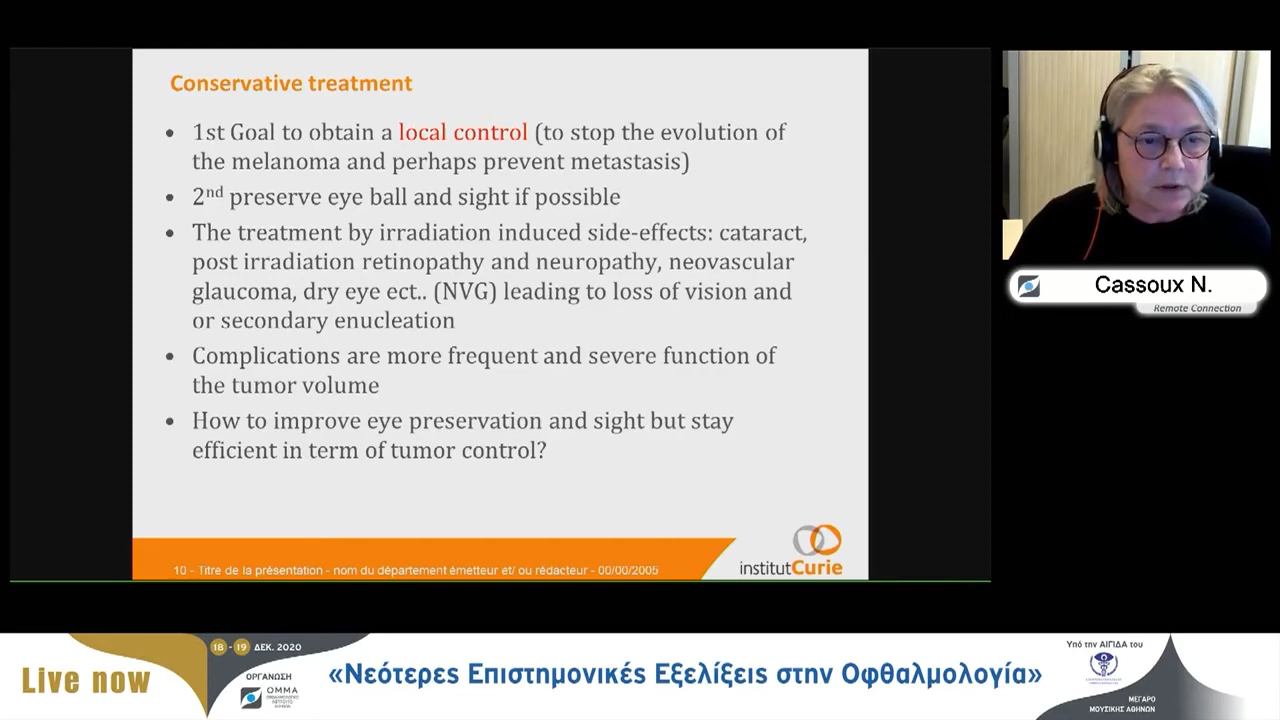 Conservative treatment
• 1st Goal to obtain a local control (to stop the evolution of
the melanoma and perhaps prevent metastasis)
• 2nd preserve eye ball and sight if possible
• The treatment by irradiation induced side-effects: cataract,
post irradiation retinopathy and neuropathy, neovascular
glaucoma, dry eye ect.. (NVG) leading to loss of vision and
or secondary enucleation
• Complications are more frequent and severe function of
the tumor volume
• How to improve eye preservation and sight but stay
efficient in term of tumor control?
10 - Titre de la présentation - nom du département émetteur et/ ou rédacteur - 00/00/2005
institutCurie
Cassoux N.
Remote Connection
Live now
18 - 19 ΔΕΚ. 2020
ΟΡΓΑΝΩΣΗ
ΟΜΜΑ
«Νεότερες Επιστημονικές Εξελίξεις στην Οφθαλμολογία»
Υπό την ΑΙΓΙΔΑ του
ΜΕΓΑΡΟ
ΜΟΥΣΙΚΗΣ ΑΘΗΝΩΝ